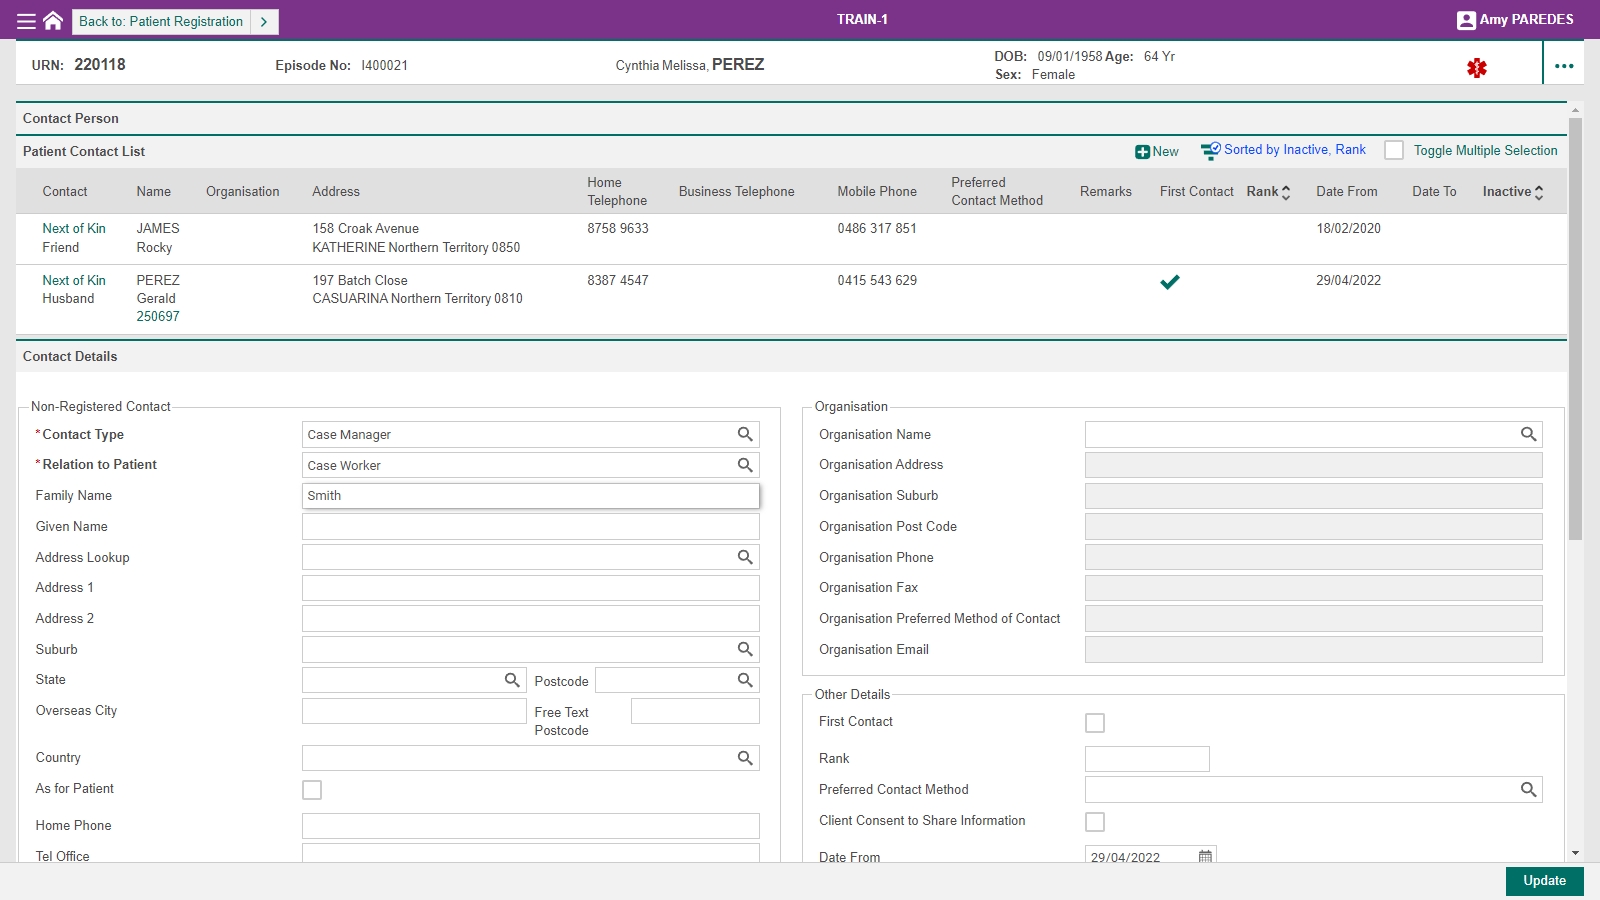 Back to: Patient Registration
TRAIN-1
Amy PAREDES
URN: 220118 Episode No: I400021 Cynthia Melissa, PEREZ DOB: 09/01/1958 Age: 64 Yr
Sex: Female
Contact Person
Patient Contact List New Sorted by Inactive, Rank Toggle Multiple Selection
Contact Name Organisation Address Home Telephone Business Telephone Mobile Phone Preferred Contact Method Remarks First Contact Rank Date From Date To Inactive
Next of Kin JAMES 158 Croak Avenue 8758 9633 0486 317 851 18/02/2020
Friend Rocky KATHERINE Northern Territory 0850
Next of Kin PEREZ 197 Batch Close 8387 4547 0415 543 629 29/04/2022
Husband Gerald CASUARINA Northern Territory 0810
250697
Contact Details
Non-Registered Contact
*Contact Type Case Manager
*Relation to Patient Case Worker
Family Name Smith
Given Name
Address Lookup
Address 1
Address 2
Suburb
State Postcode
Overseas City Free Text
Postcode
Country
As for Patient
Home Phone
Tel Office
Organisation
Organisation Name
Organisation Address
Organisation Suburb
Organisation Post Code
Organisation Phone
Organisation Fax
Organisation Preferred Method of Contact
Organisation Email
Other Details
First Contact
Rank
Preferred Contact Method
Client Consent to Share Information
Date From 29/04/2022
Update